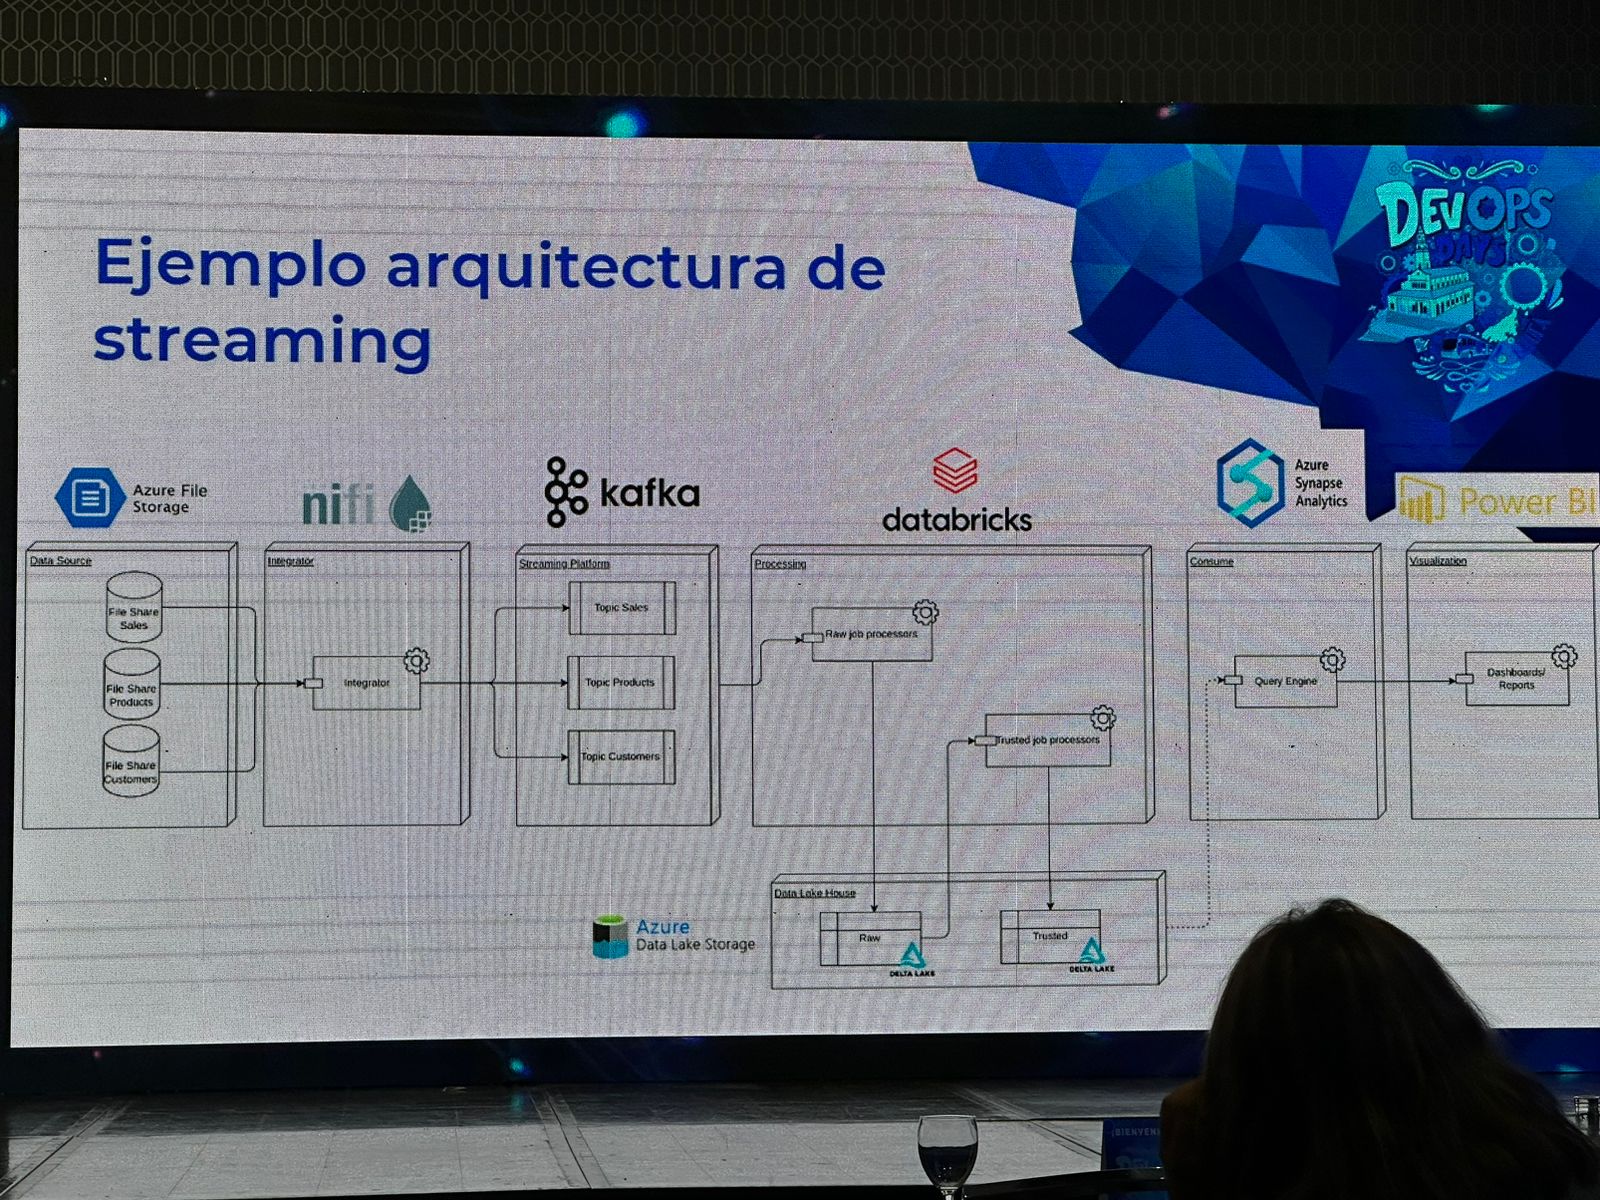 DEVOPS
DAYS
Ejemplo arquitectura de
streaming
Azure File
Storage
nifi
kafka
databricks
Azure
Synapse
Analytics
Power BI
Data Source
File Share
Sales
File Share
Products
File Share
Customers
Integrator
Integrator
Streaming Platform
Topic Sales
Topic Products
Topic Customers
Processing
Raw job processors
Trusted job processors
Consume
Query Engine
Visualization
Dashboards/
Reports
Azure
Data Lake Storage
Data Lake House
Raw
DELTA LAKE
Trusted
DELTA LAKE